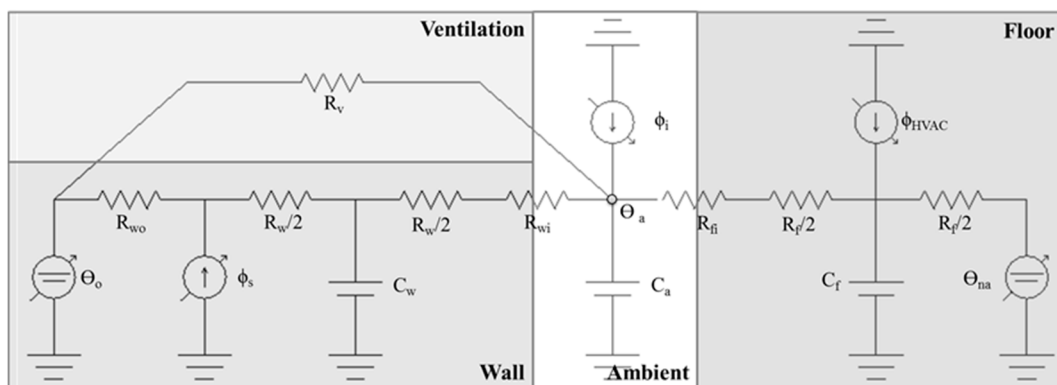 Ventilation
Floor
R_v
ϕ_i
ϕ_HVAC
R_wo
R_w/2
R_w/2
R_wi
Θ_a
R_fi
R_f/2
R_f/2
Θ_o
ϕ_s
C_w
C_a
C_f
Θ_na
Wall
Ambient